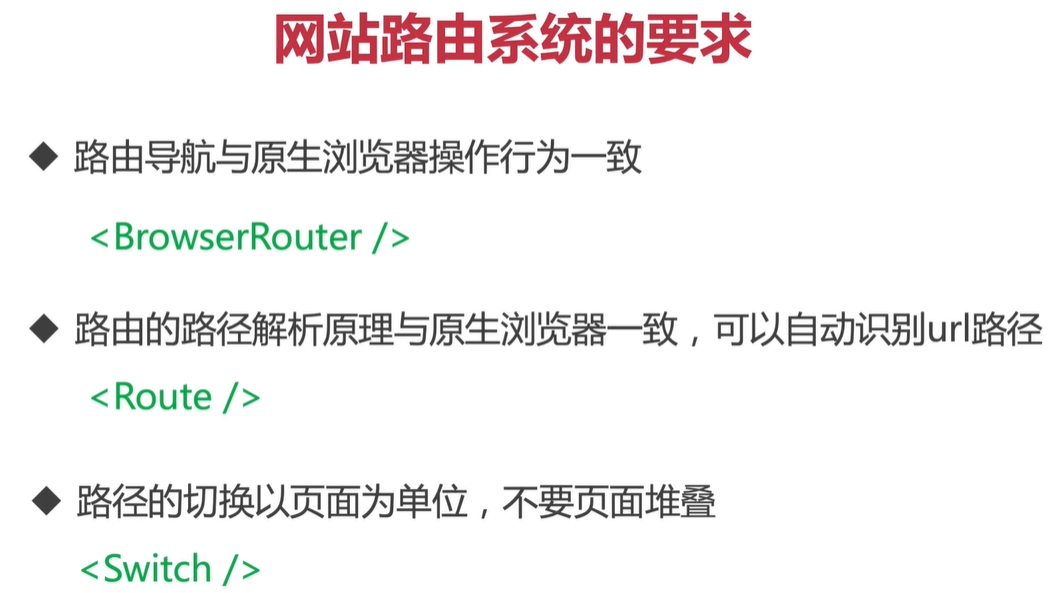 网站路由系统的要求
◆ 路由导航与原生浏览器操作行为一致
<BrowserRouter />
◆ 路由的路径解析原理与原生浏览器一致，可以自动识别url路径
<Route />
◆ 路径的切换以页面为单位，不要页面堆叠
<Switch />